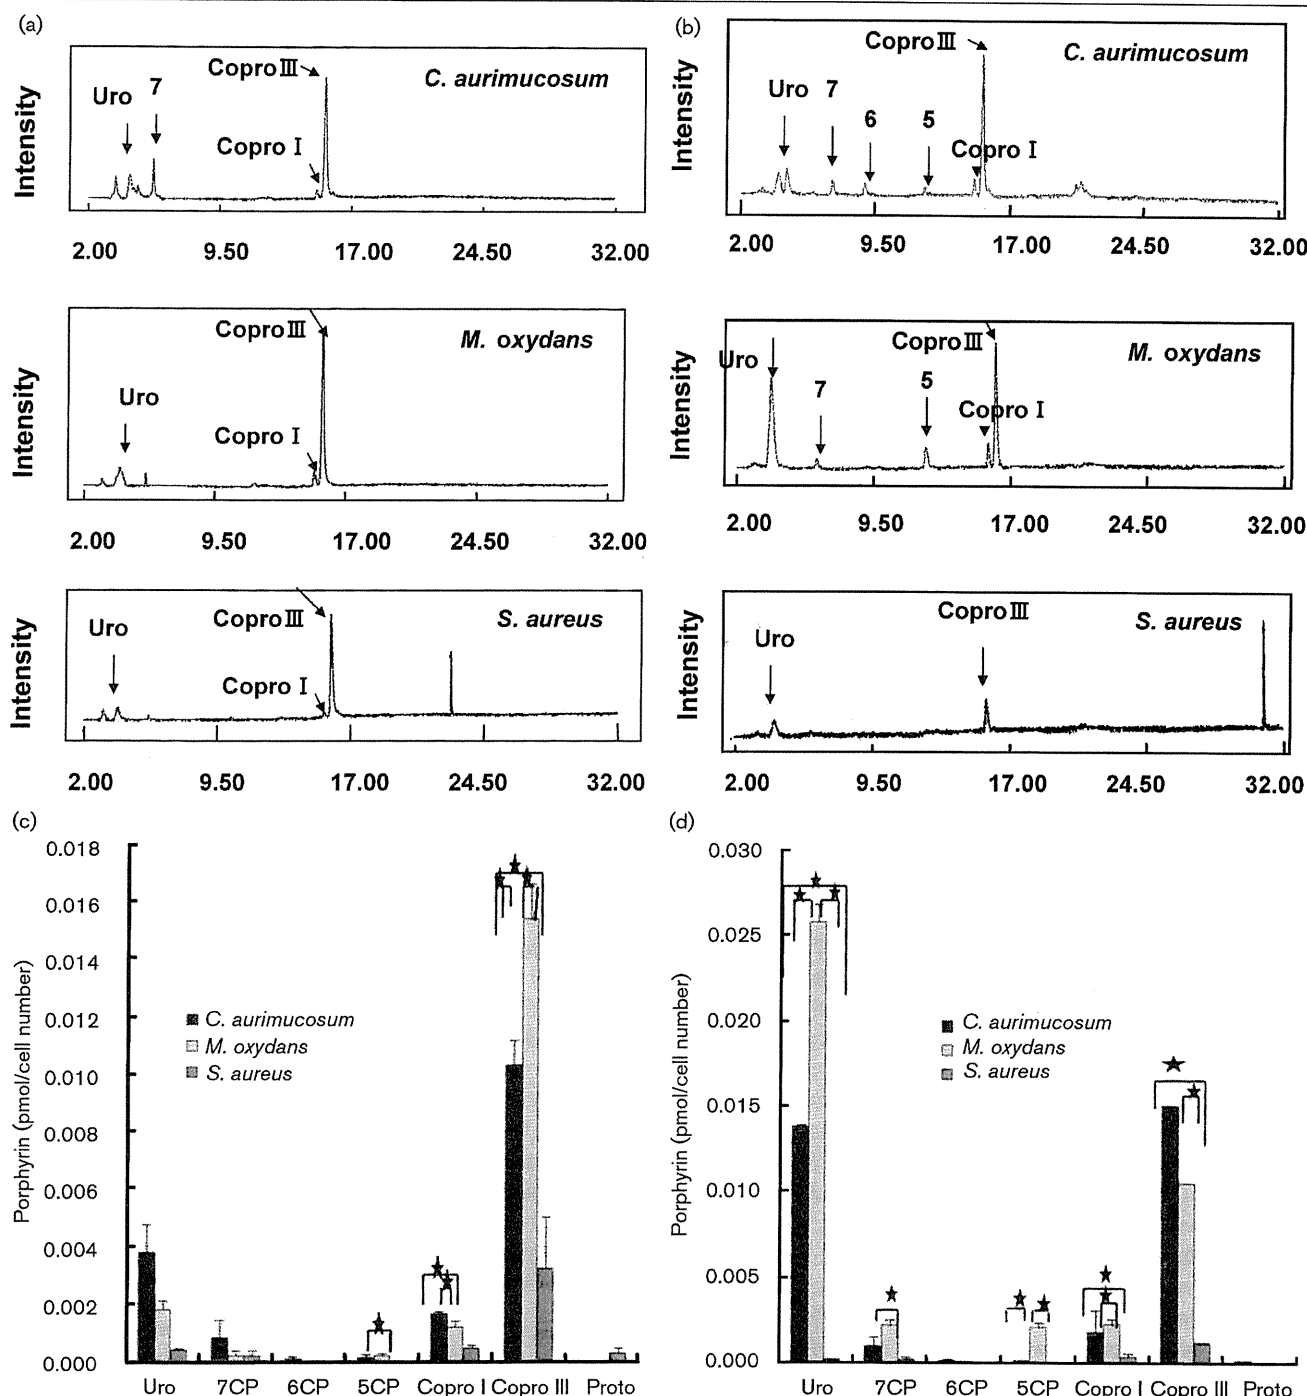 (a)
Intensity
Uro
7
Copro III
Copro I
C. aurimucosum
2.00 9.50 17.00 24.50 32.00
Intensity
Uro
Copro III
Copro I
M. oxydans
2.00 9.50 17.00 24.50 32.00
Intensity
Uro
Copro III
Copro I
S. aureus
2.00 9.50 17.00 24.50 32.00
(b)
Intensity
Uro
7
6
5
Copro III
Copro I
C. aurimucosum
2.00 9.50 17.00 24.50 32.00
Intensity
Uro
7
5
Copro III
Copro I
M. oxydans
2.00 9.50 17.00 24.50 32.00
Intensity
Uro
Copro III
S. aureus
2.00 9.50 17.00 24.50 32.00
(c)
Porphyrin (pmol/cell number)
0.018
0.016
0.014
0.012
0.010
0.008
0.006
0.004
0.002
0.000
C. aurimucosum
M. oxydans
S. aureus
Uro 7CP 6CP 5CP Copro I Copro III Proto
(d)
Porphyrin (pmol/cell number)
0.030
0.025
0.020
0.015
0.010
0.005
0.000
C. aurimucosum
M. oxydans
S. aureus
Uro 7CP 6CP 5CP Copro I Copro III Proto